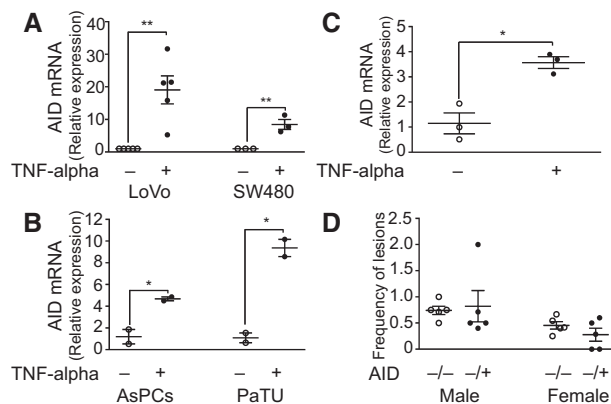 A
AID mRNA
(Relative expression)
40
30
20
10
0
**
**
TNF-alpha – + – +
LoVo SW480
B
AID mRNA
(Relative expression)
12
10
8
6
4
2
0
*
*
TNF-alpha – + – +
AsPCs PaTU
C
AID mRNA
(Relative expression)
5
4
3
2
1
0
*
TNF-alpha – +
D
Frequency of lesions
2.5
2.0
1.5
1.0
0.5
0
AID –/– –/+ –/– –/+
Male Female